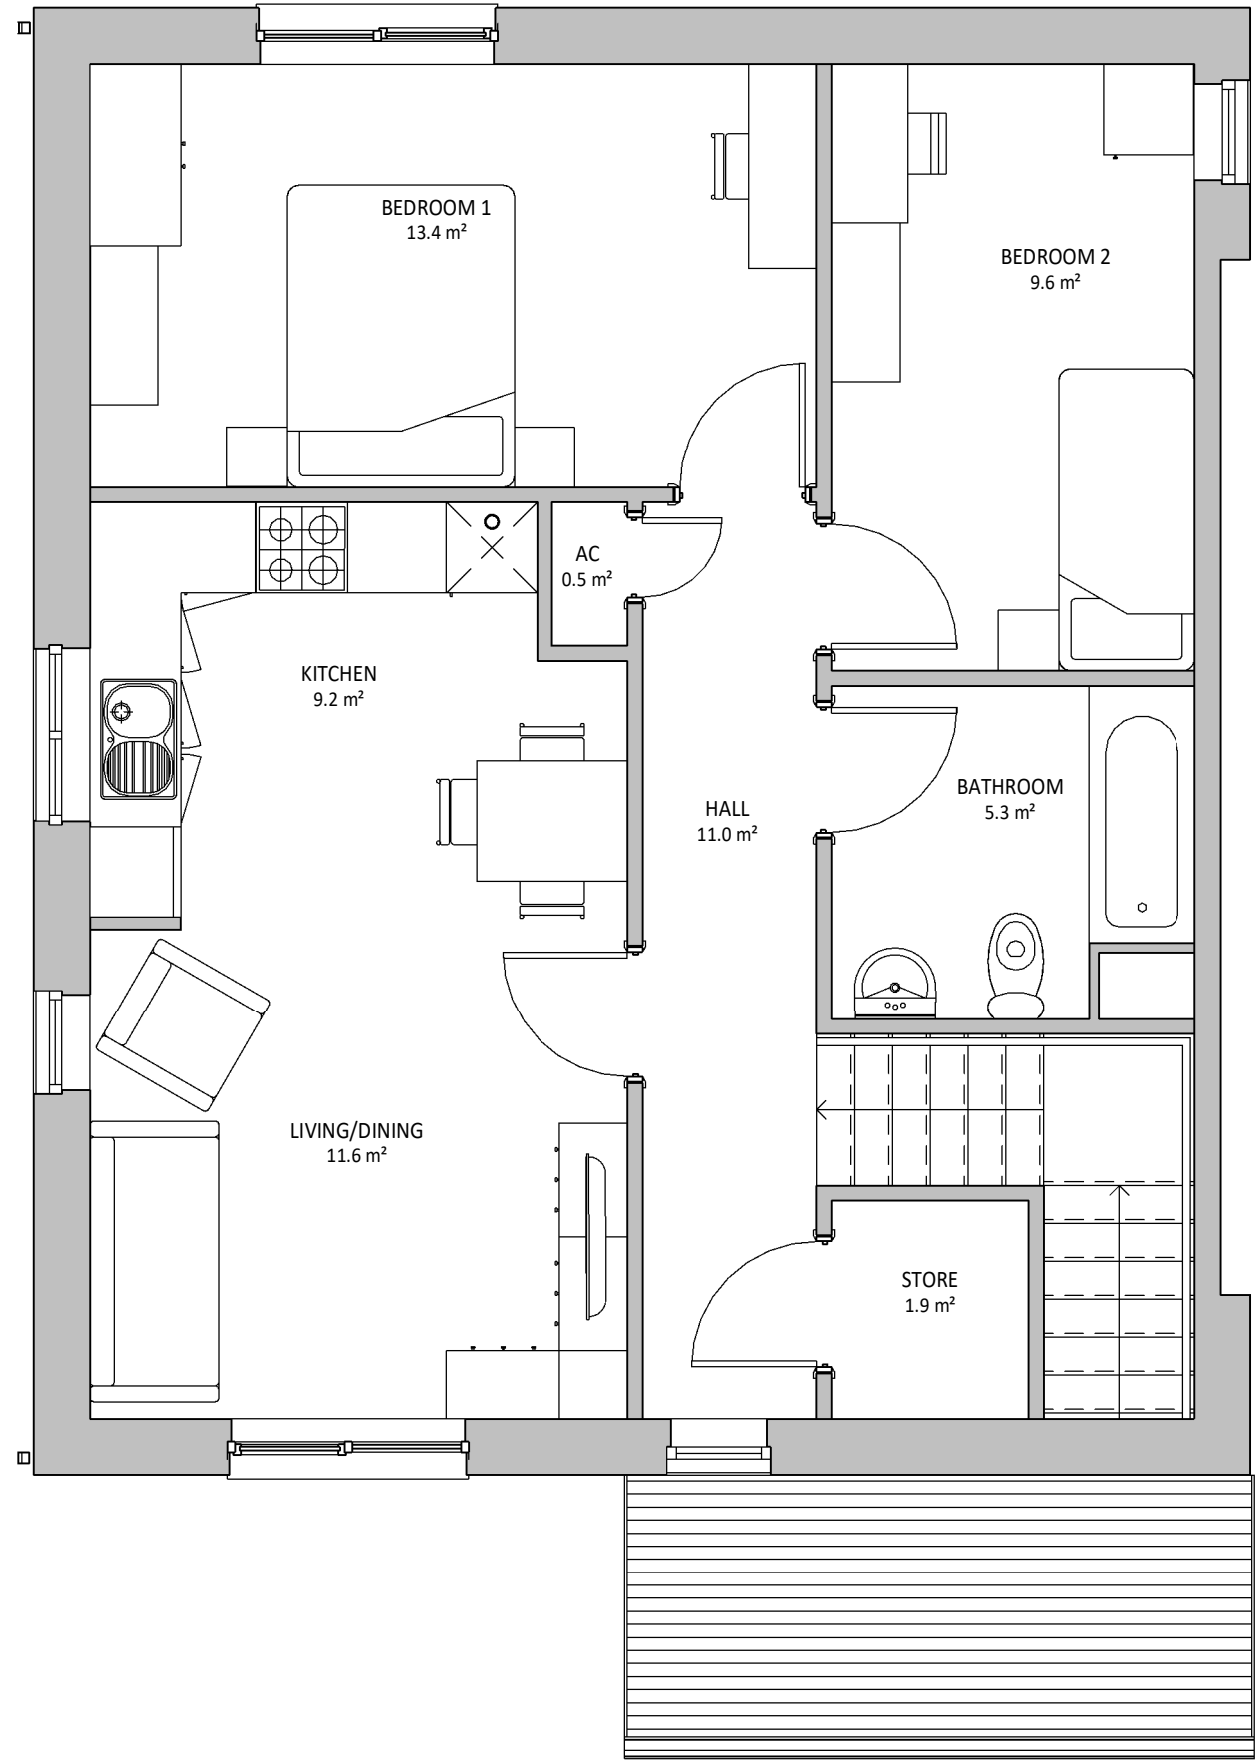 BEDROOM 1
13.4 m²
BEDROOM 2
9.6 m²
AC
0.5 m²
KITCHEN
9.2 m²
HALL
11.0 m²
BATHROOM
5.3 m²
LIVING/DINING
11.6 m²
STORE
1.9 m²